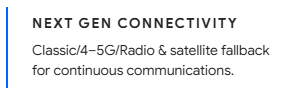 NEXT GEN CONNECTIVITY
Classic/4–5G/Radio & satellite fallback
for continuous communications.